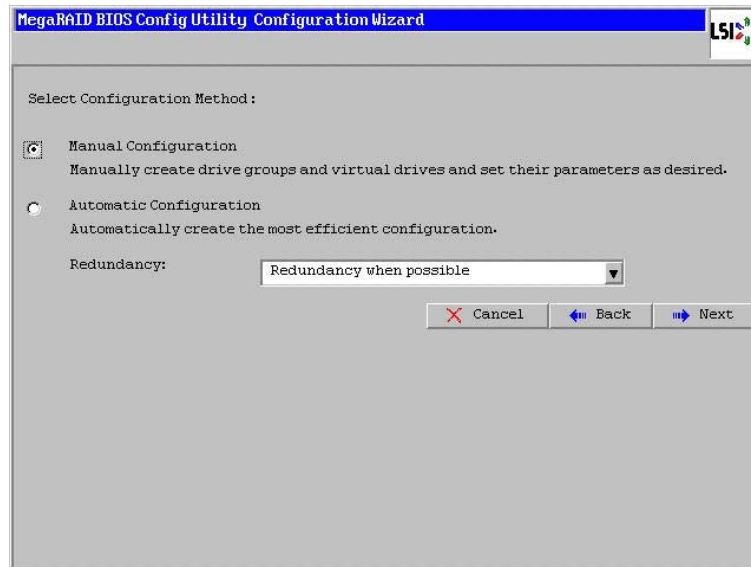 MegaRAID BIOS Config Utility Configuration Wizard
LSI
Select Configuration Method:
Manual Configuration
Manually create drive groups and virtual drives and set their parameters as desired.
Automatic Configuration
Automatically create the most efficient configuration.
Redundancy:
Redundancy when possible
Cancel
Back
Next